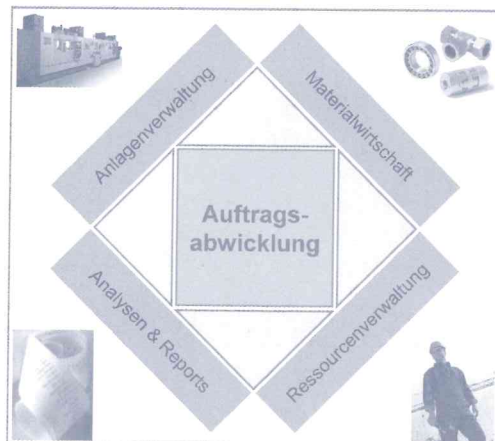 Anlagenverwaltung
Materialwirtschaft
Auftrags-
abwicklung
Analysen & Reports
Ressourcenverwaltung